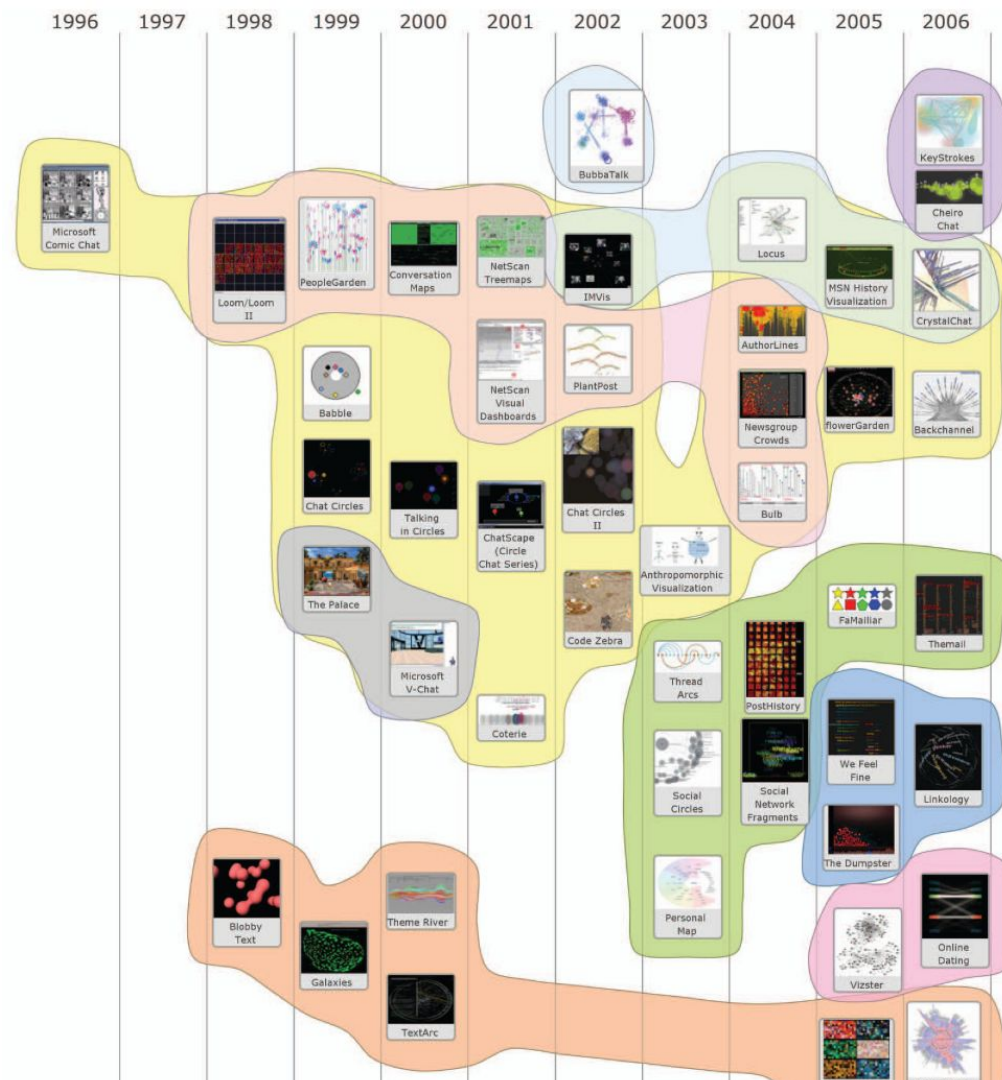 1996 1997 1998 1999 2000 2001 2002 2003 2004 2005 2006
BubbaTalk
KeyStrokes
Cheiro
Chat
Microsoft
Comic Chat
Loom/Loom
II
PeopleGarden
Conversation
Maps
NetScan
Treemaps
IMVis
Locus
MSN History
Visualization
CrystalChat
Babble
NetScan
Visual
Dashboards
PlantPost
AuthorLines
Newsgroup
Crowds
flowerGarden
Backchannel
Chat Circles
Talking
in Circles
ChatScape
(Circle
Chat Series)
Chat Circles
II
Bulb
The Palace
Microsoft
V-Chat
Code Zebra
Anthropomorphic
Visualization
FaMailiar
Themail
Coterie
Thread
Arcs
PostHistory
Social
Circles
Social
Network
Fragments
We Feel
Fine
Linkology
The Dumpster
Blobby
Text
Galaxies
Theme River
TextArc
Personal
Map
Vizster
Online
Dating